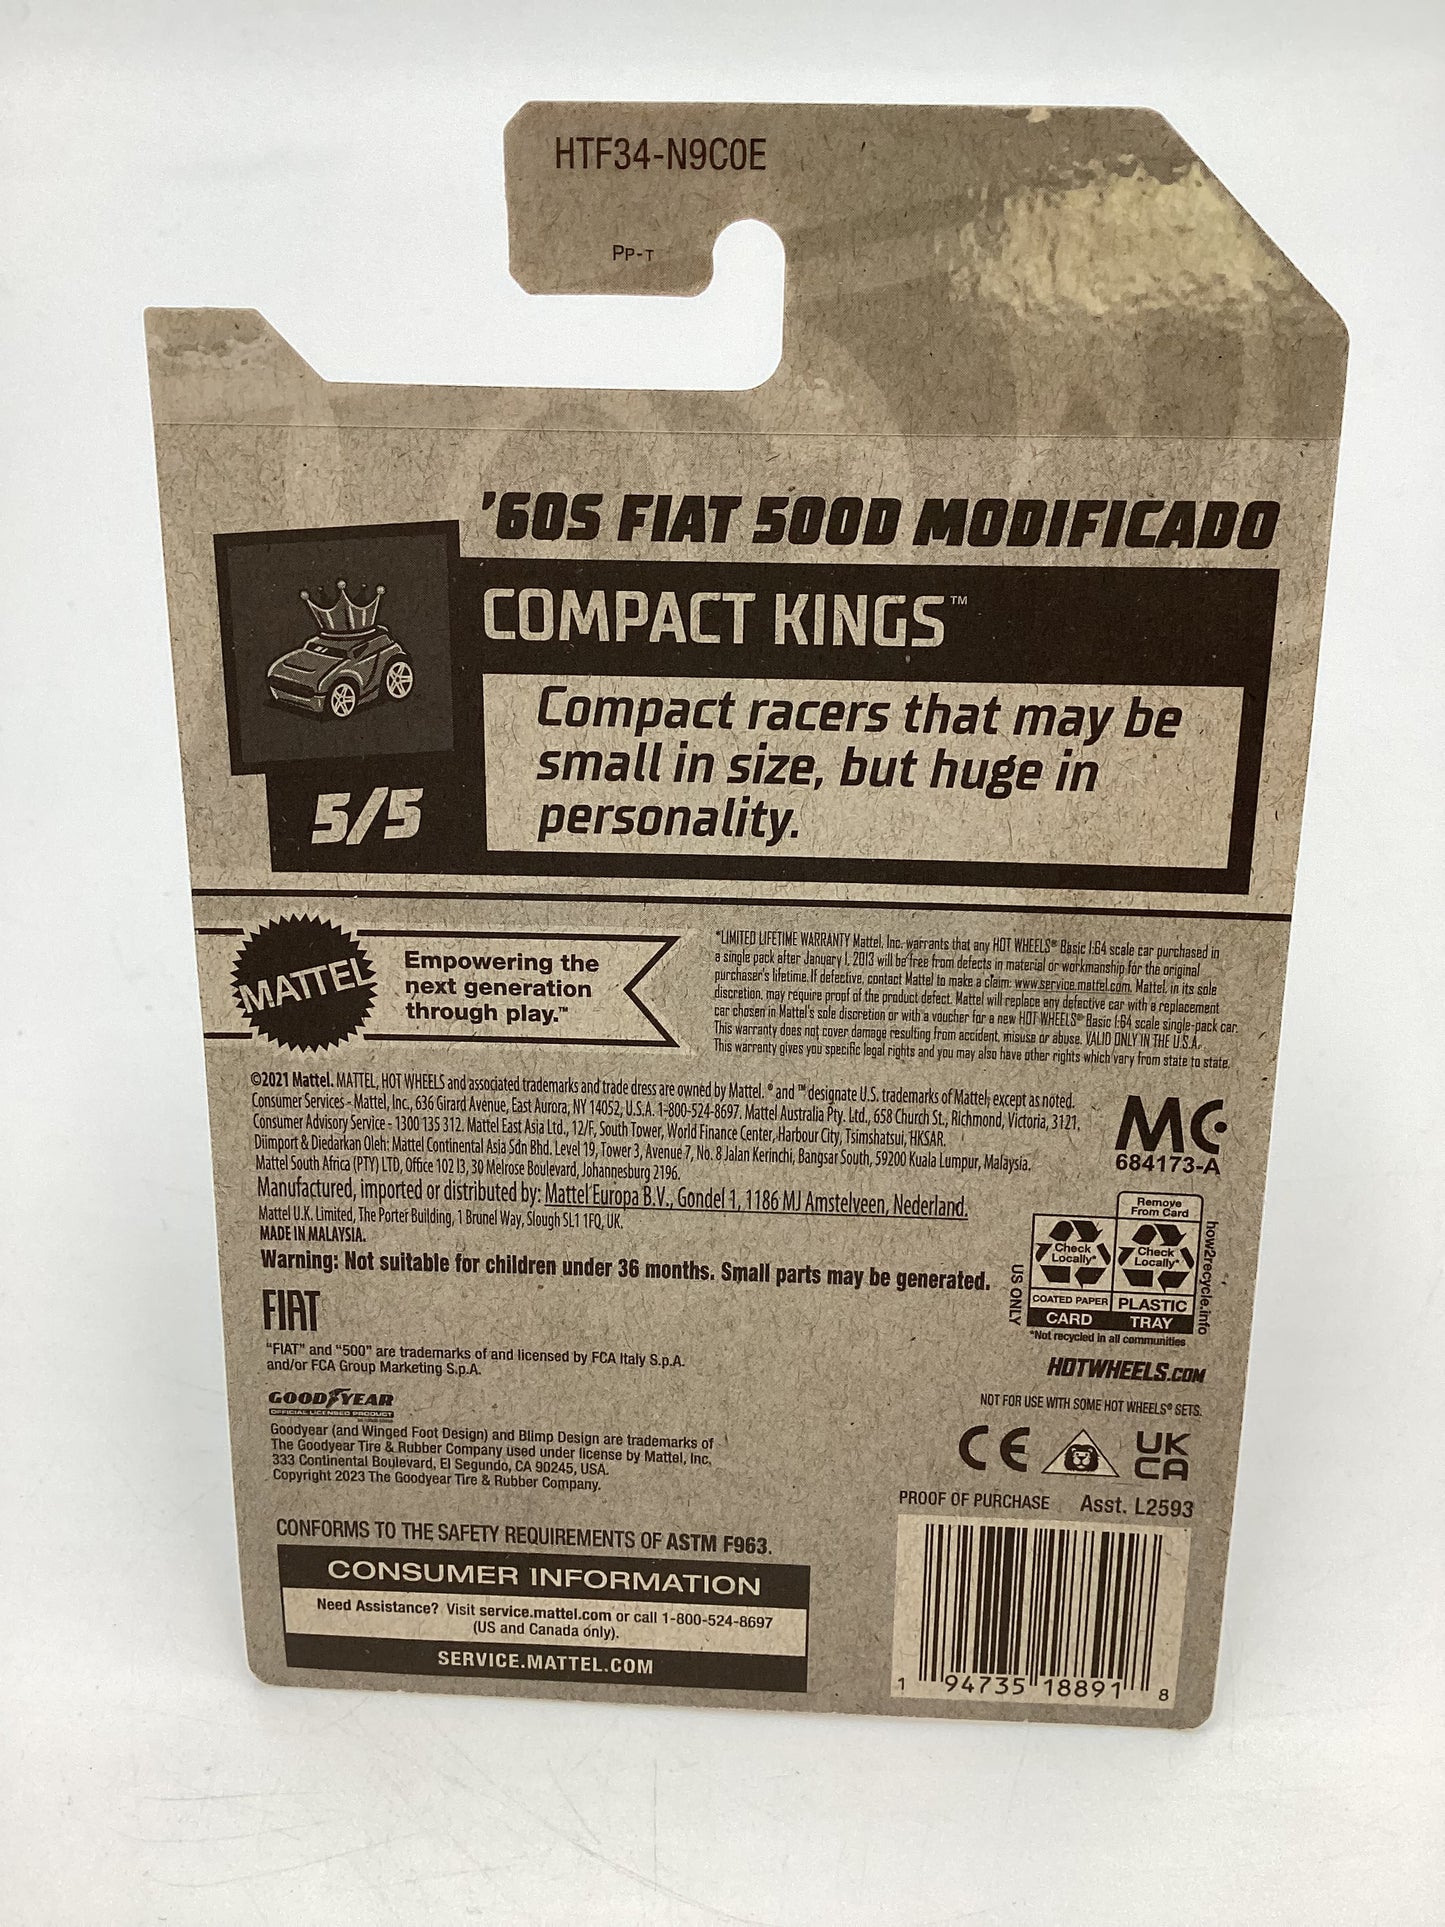 HTF34-N9C0E
PP-T
'60S FIAT 500D MODIFICADO
COMPACT KINGS™
Compact racers that may be
small in size, but huge in
personality.
5/5
MATTEL
Empowering the
next generation
through play.™
*LIMITED LIFETIME WARRANTY Mattel, Inc. warrants that any HOT WHEELS® Basic 1:64 scale car purchased in
a single pack after January 1, 2013 will be free from defects in material or workmanship for the original
purchaser's lifetime. If defective, contact Mattel to make a claim: www.service.mattel.com. Mattel, in its sole
discretion, may require proof of the product defect. Mattel will replace any defective car with a replacement
car chosen in Mattel's sole discretion or with a voucher for a new HOT WHEELS® Basic 1:64 scale single-pack car.
This warranty does not cover damage resulting from accident, misuse or abuse. VALID ONLY IN THE U.S.A.
This warranty gives you specific legal rights and you may also have other rights which vary from state to state.
©2021 Mattel. MATTEL, HOT WHEELS and associated trademarks and trade dress are owned by Mattel. ® and ™ designate U.S. trademarks of Mattel, except as noted.
Consumer Services - Mattel, Inc., 636 Girard Avenue, East Aurora, NY 14052, U.S.A. 1-800-524-8697. Mattel Australia Pty. Ltd., 658 Church St., Richmond, Victoria, 3121.
Consumer Advisory Service - 1300 135 312. Mattel East Asia Ltd., 12/F, South Tower, World Finance Center, Harbour City, Tsimshatsui, HKSAR.
Diimport & Diedarkan Oleh: Mattel Continental Asia Sdn Bhd. Level 19, Tower 3, Avenue 7, No. 8 Jalan Kerinchi, Bangsar South, 59200 Kuala Lumpur, Malaysia.
Mattel South Africa (PTY) LTD, Office 102 I3, 30 Melrose Boulevard, Johannesburg 2196.
Manufactured, imported or distributed by: Mattel Europa B.V., Gondel 1, 1186 MJ Amstelveen, Nederland.
Mattel U.K. Limited, The Porter Building, 1 Brunel Way, Slough SL1 1FQ, UK.
MADE IN MALAYSIA.
Warning: Not suitable for children under 36 months. Small parts may be generated.
MC
684173-A
Remove
From Card
Check
Locally*
Check
Locally*
COATED PAPER
PLASTIC
CARD
TRAY
US ONLY
how2recycle.info
*Not recycled in all communities
FIAT
"FIAT" and "500" are trademarks of and licensed by FCA Italy S.p.A.
and/or FCA Group Marketing S.p.A.
HOTWHEELS.COM
NOT FOR USE WITH SOME HOT WHEELS® SETS.
GOODYEAR
OFFICIAL LICENSED PRODUCT
Goodyear (and Winged Foot Design) and Blimp Design are trademarks of
The Goodyear Tire & Rubber Company used under license by Mattel, Inc,
333 Continental Boulevard, El Segundo, CA 90245, USA.
Copyright 2023 The Goodyear Tire & Rubber Company.
CE
UK
CA
PROOF OF PURCHASE Asst. L2593
CONFORMS TO THE SAFETY REQUIREMENTS OF ASTM F963.
CONSUMER INFORMATION
Need Assistance? Visit service.mattel.com or call 1-800-524-8697
(US and Canada only).
SERVICE.MATTEL.COM
1 94735 18891 8